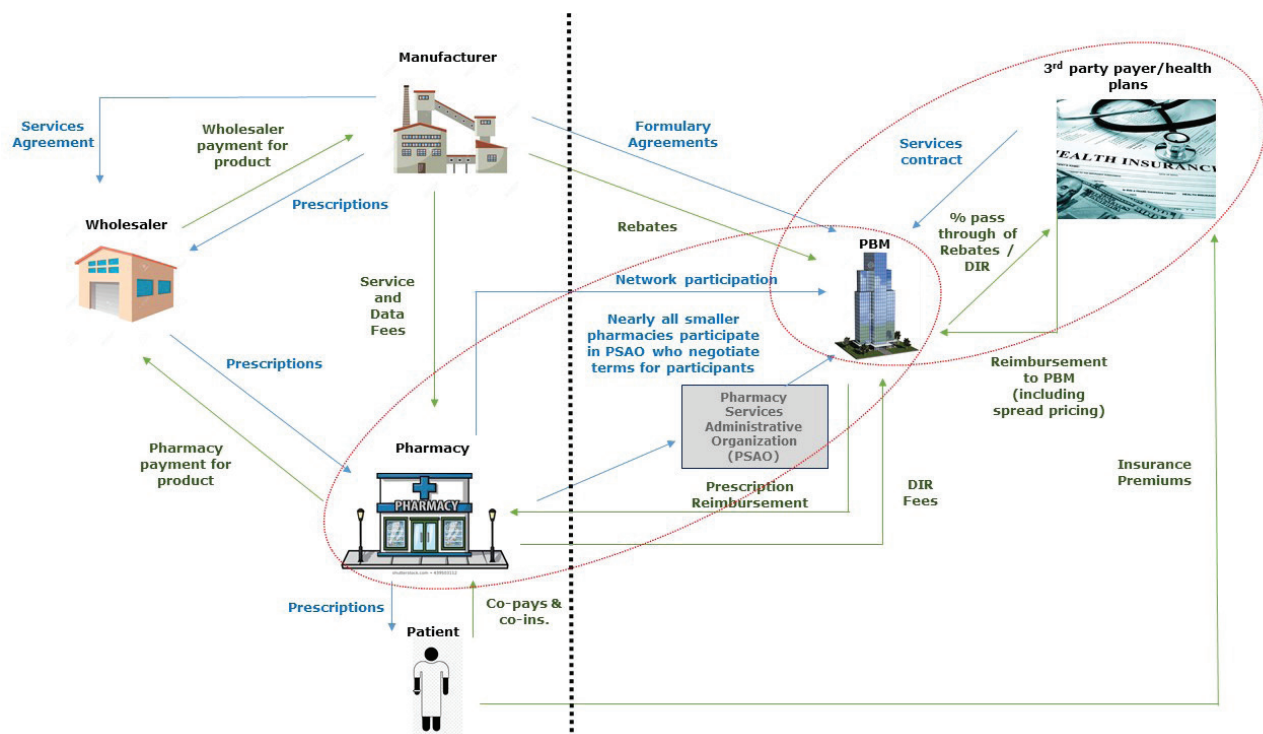 Manufacturer
3rd party payer/health
plans
Services
Agreement
Wholesaler
payment for
product
Formulary
Agreements
Services
contract
EALTH INSURANCE
Prescriptions
Wholesaler
Rebates
PBM
% pass
through of
Rebates /
DIR
Service
and
Data
Fees
Network participation
Nearly all smaller
pharmacies participate
in PSAO who negotiate
terms for participants
Prescriptions
Reimbursement
to PBM
(including
spread pricing)
Pharmacy
Services
Administrative
Organization
(PSAO)
Pharmacy
payment for
product
Pharmacy
PHARMACY
Prescription
Reimbursement
DIR
Fees
Insurance
Premiums
Prescriptions
Co-pays &
co-ins.
Patient